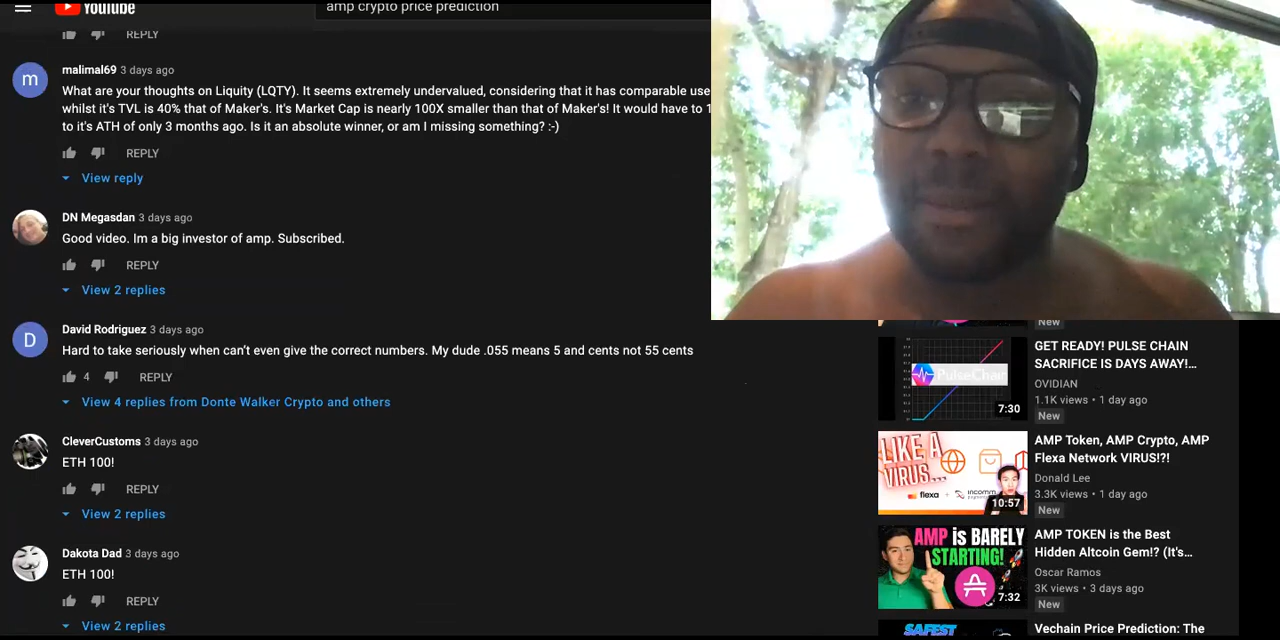 YouTube
amp crypto price prediction
REPLY
m
malimal69 3 days ago
What are your thoughts on Liquity (LQTY). It seems extremely undervalued, considering that it has comparable use
whilst it's TVL is 40% that of Maker's. It's Market Cap is nearly 100X smaller than that of Maker's! It would have to 1
to it's ATH of only 3 months ago. Is it an absolute winner, or am I missing something? :-)
REPLY
View reply
DN Megasdan 3 days ago
Good video. Im a big investor of amp. Subscribed.
REPLY
View 2 replies
D
David Rodriguez 3 days ago
Hard to take seriously when can't even give the correct numbers. My dude .055 means 5 and cents not 55 cents
4 REPLY
View 4 replies from Donte Walker Crypto and others
CleverCustoms 3 days ago
ETH 100!
REPLY
View 2 replies
Dakota Dad 3 days ago
ETH 100!
REPLY
View 2 replies
New
PulseChain
7:30
GET READY! PULSE CHAIN
SACRIFICE IS DAYS AWAY!...
OVIDIAN
1.1K views • 1 day ago
New
LIKE A
VIRUS...
flexa
incomm
10:57
AMP Token, AMP Crypto, AMP
Flexa Network VIRUS!?!
Donald Lee
3.3K views • 1 day ago
New
AMP is BARELY
STARTING!
7:32
AMP TOKEN is the Best
Hidden Altcoin Gem!? (It's...
Oscar Ramos
3K views • 3 days ago
New
SAFEST
Vechain Price Prediction: The